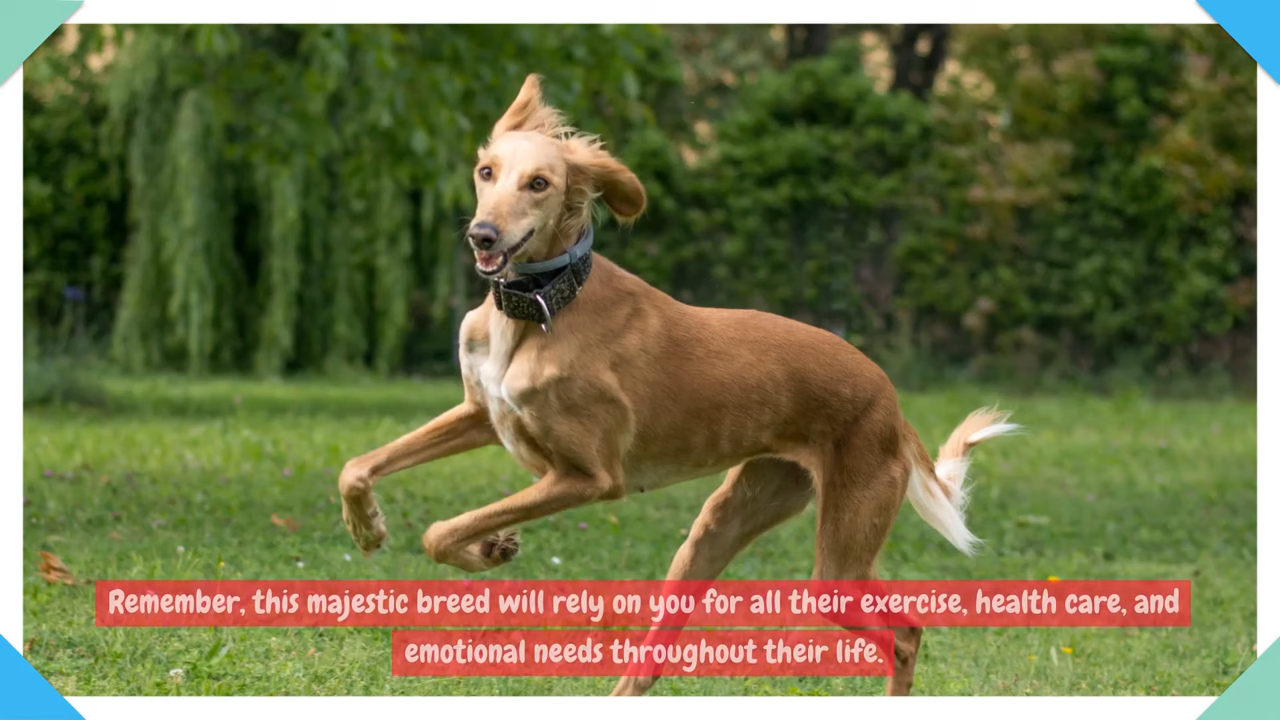 Remember, this majestic breed will rely on you for all their exercise, health care, and
emotional needs throughout their life.